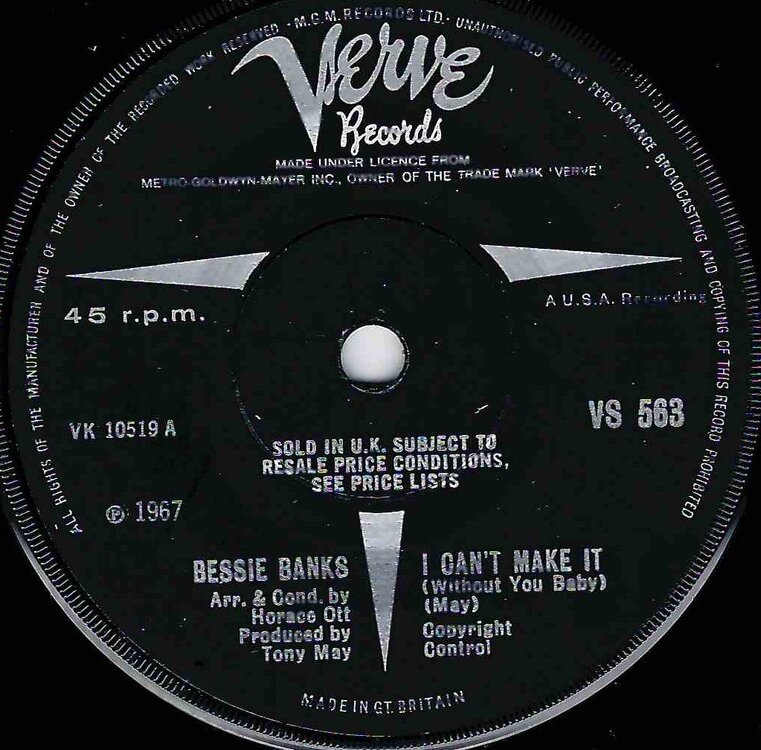 ALL RIGHTS OF THE MANUFACTURER AND OF THE OWNER OF THE RECORDED WORK RESERVED · M.G.M. RECORDS LTD. · UNAUTHORISED PUBLIC PERFORMANCE BROADCASTING AND COPYING OF THIS RECORD PROHIBITED
Verve
Records
MADE UNDER LICENCE FROM
METRO-GOLDWYN-MAYER INC., OWNER OF THE TRADE MARK 'VERVE'
45 r.p.m.
A U.S.A. Recording
VK 10519 A
VS 563
SOLD IN U.K. SUBJECT TO
RESALE PRICE CONDITIONS,
SEE PRICE LISTS
℗ 1967
BESSIE BANKS
Arr. & Cond. by
Horace Ott
Produced by
Tony May
I CAN'T MAKE IT
(Without You Baby)
(May)
Copyright
Control
MADE IN GT. BRITAIN